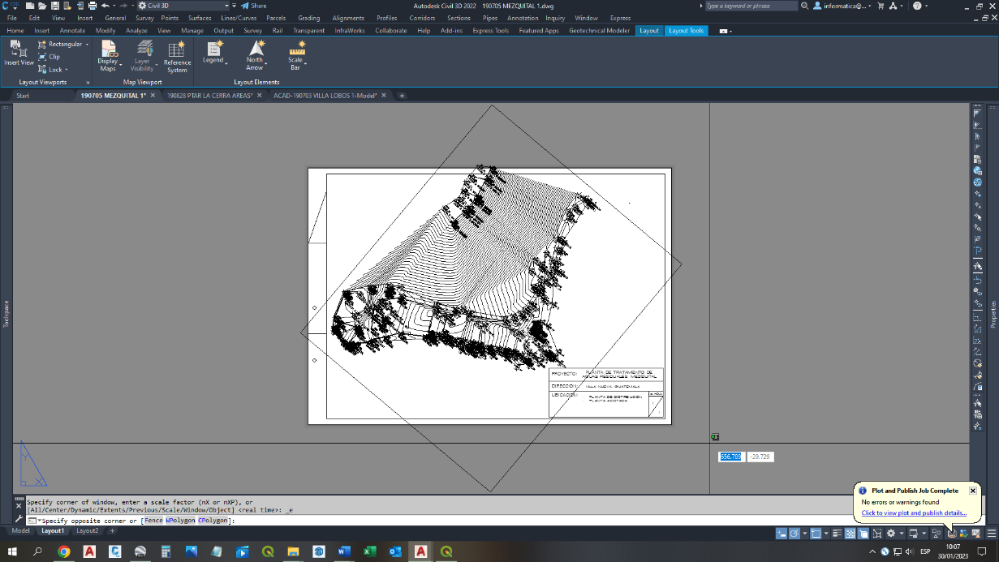 Civil 3D
Share
Autodesk Civil 3D 2022   190705 MEZQUITAL 1.dwg
Type a keyword or phrase
informatica@...
File Edit View Insert General Survey Points Surfaces Lines/Curves Parcels Grading Alignments Profiles Corridors Sections Pipes Annotation Inquiry Window Express
Home Insert Annotate Modify Analyze View Manage Output Survey Rail Transparent InfraWorks Collaborate Help Add-ins Express Tools Featured Apps Geotechnical Modeler Layout Layout Tools
Insert View
Rectangular
Clip
Lock
Display Maps
Layer Visibility
Reference System
Legend
North Arrow
Scale Bar
Layout Viewports
Map Viewport
Layout Elements
Start
190705 MEZQUITAL 1*
190828 PTAR LA CERRA AREAS*
ACAD-190703 VILLA LOBOS 1-Model*
Toolspace
Properties
PROYECTO: PLANTA DE TRATAMIENTO DE
AGUAS RESIDUALES MEZQUITAL
DIRECCIÓN: VILLA NUEVA, GUATEMALA
UBICACIÓN: PLANTA DE DISTRIBUCION
PLANTA ACOTADA
656.789
-29.729
Y
X
Specify corner of window, enter a scale factor (nX or nXP), or
[All/Center/Dynamic/Extents/Previous/Scale/Window/Object] <real time>: _e
Specify opposite corner or [Fence WPolygon CPolygon]:
Plot and Publish Job Complete
No errors or warnings found
Click to view plot and publish details...
Model
Layout1
Layout2
ESP
10:07
30/01/2023